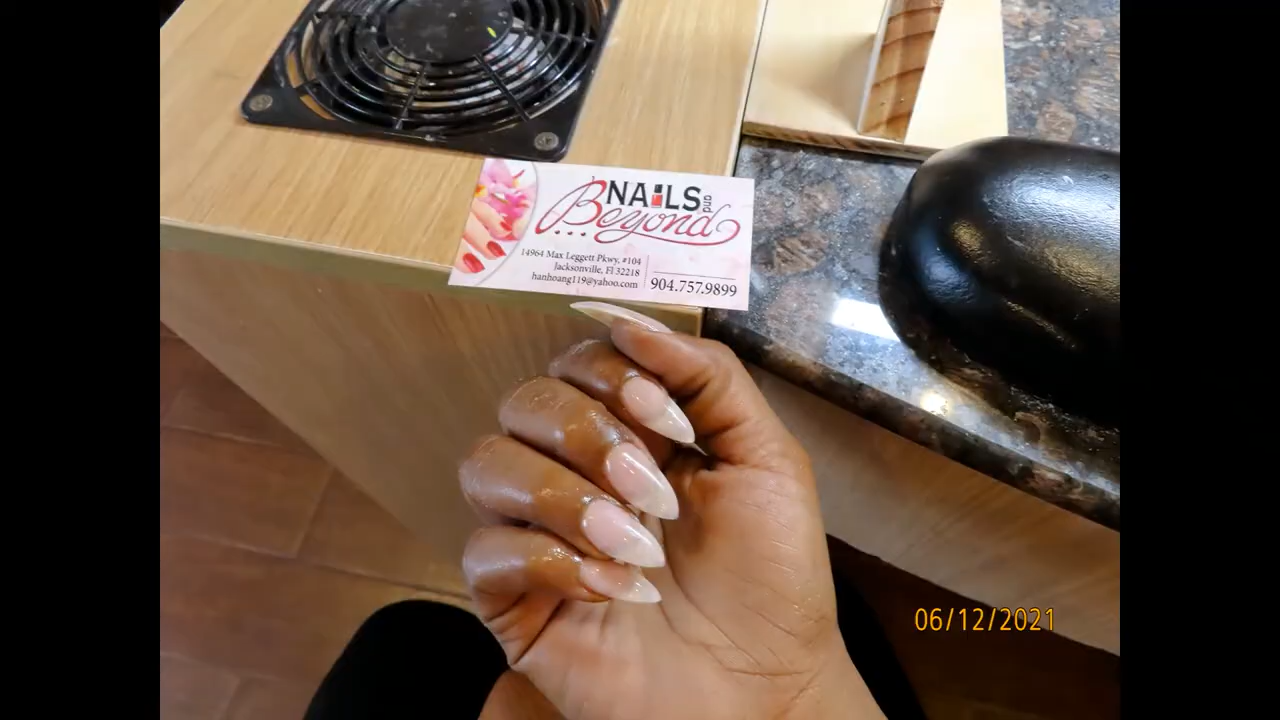 NAILS and
Beyond
14964 Max Leggett Pkwy, #104
Jacksonville, Fl 32218
hanhoang119@yahoo.com
904.757.9899
06/12/2021